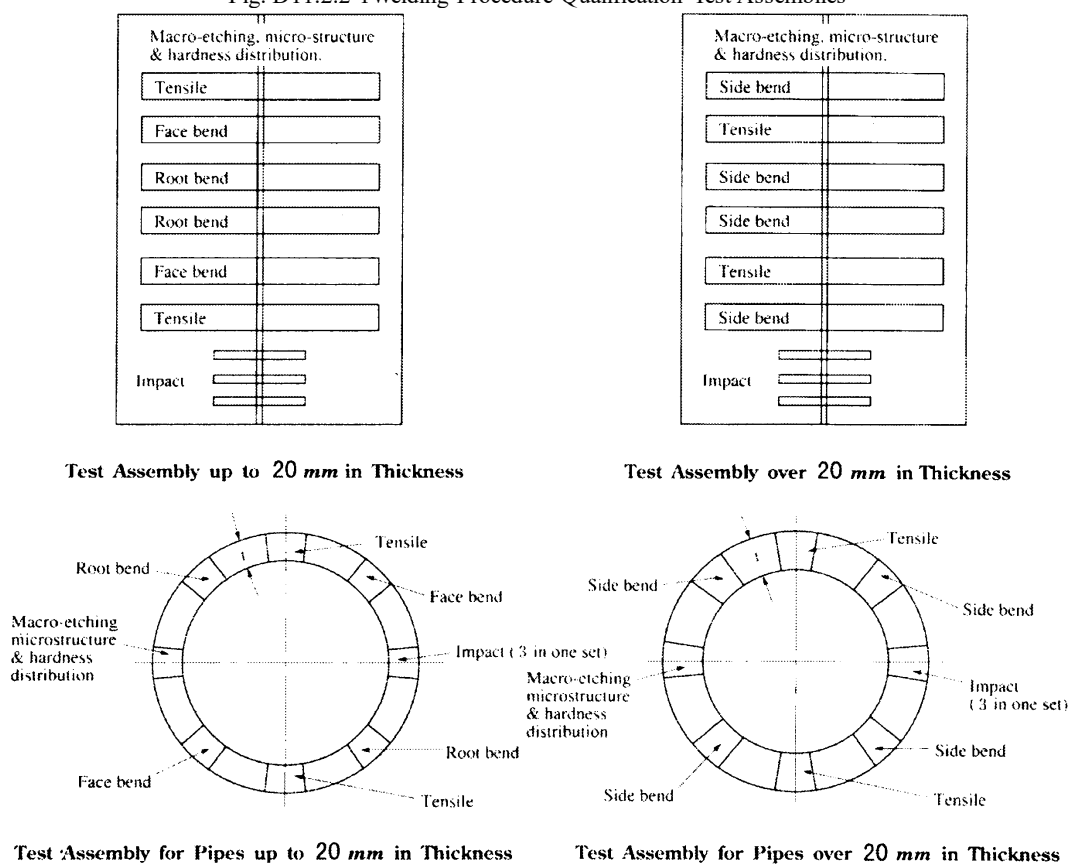 Fig. D11.2.2-1 Welding Procedure Qualification Test Assemblies
Macro-etching, micro-structure
& hardness distribution.
Tensile
Face bend
Root bend
Root bend
Face bend
Tensile
Impact
Test Assembly up to 20 mm in Thickness
Macro-etching, micro-structure
& hardness distribution.
Side bend
Tensile
Side bend
Side bend
Tensile
Side bend
Impact
Test Assembly over 20 mm in Thickness
Tensile
Root bend
t
Face bend
Macro-etching
microstructure
& hardness
distribution
Impact ( 3 in one set)
Root bend
Face bend
Tensile
Test Assembly for Pipes up to 20 mm in Thickness
Tensile
Side bend
t
Side bend
Macro-etching
microstructure
& hardness
distribution
Impact
( 3 in one set)
Side bend
Side bend
Tensile
Test Assembly for Pipes over 20 mm in Thickness